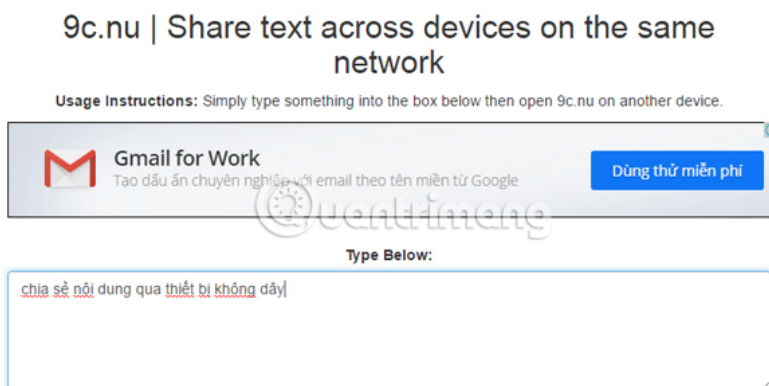 9c.nu | Share text across devices on the same
network
Usage Instructions: Simply type something into the box below then open 9c.nu on another device.
Gmail for Work
Tạo dấu ấn chuyên nghiệp với email theo tên miền từ Google
Dùng thử miễn phí
Quantrimang
Type Below:
chia sẻ nội dung qua thiết bị không dây